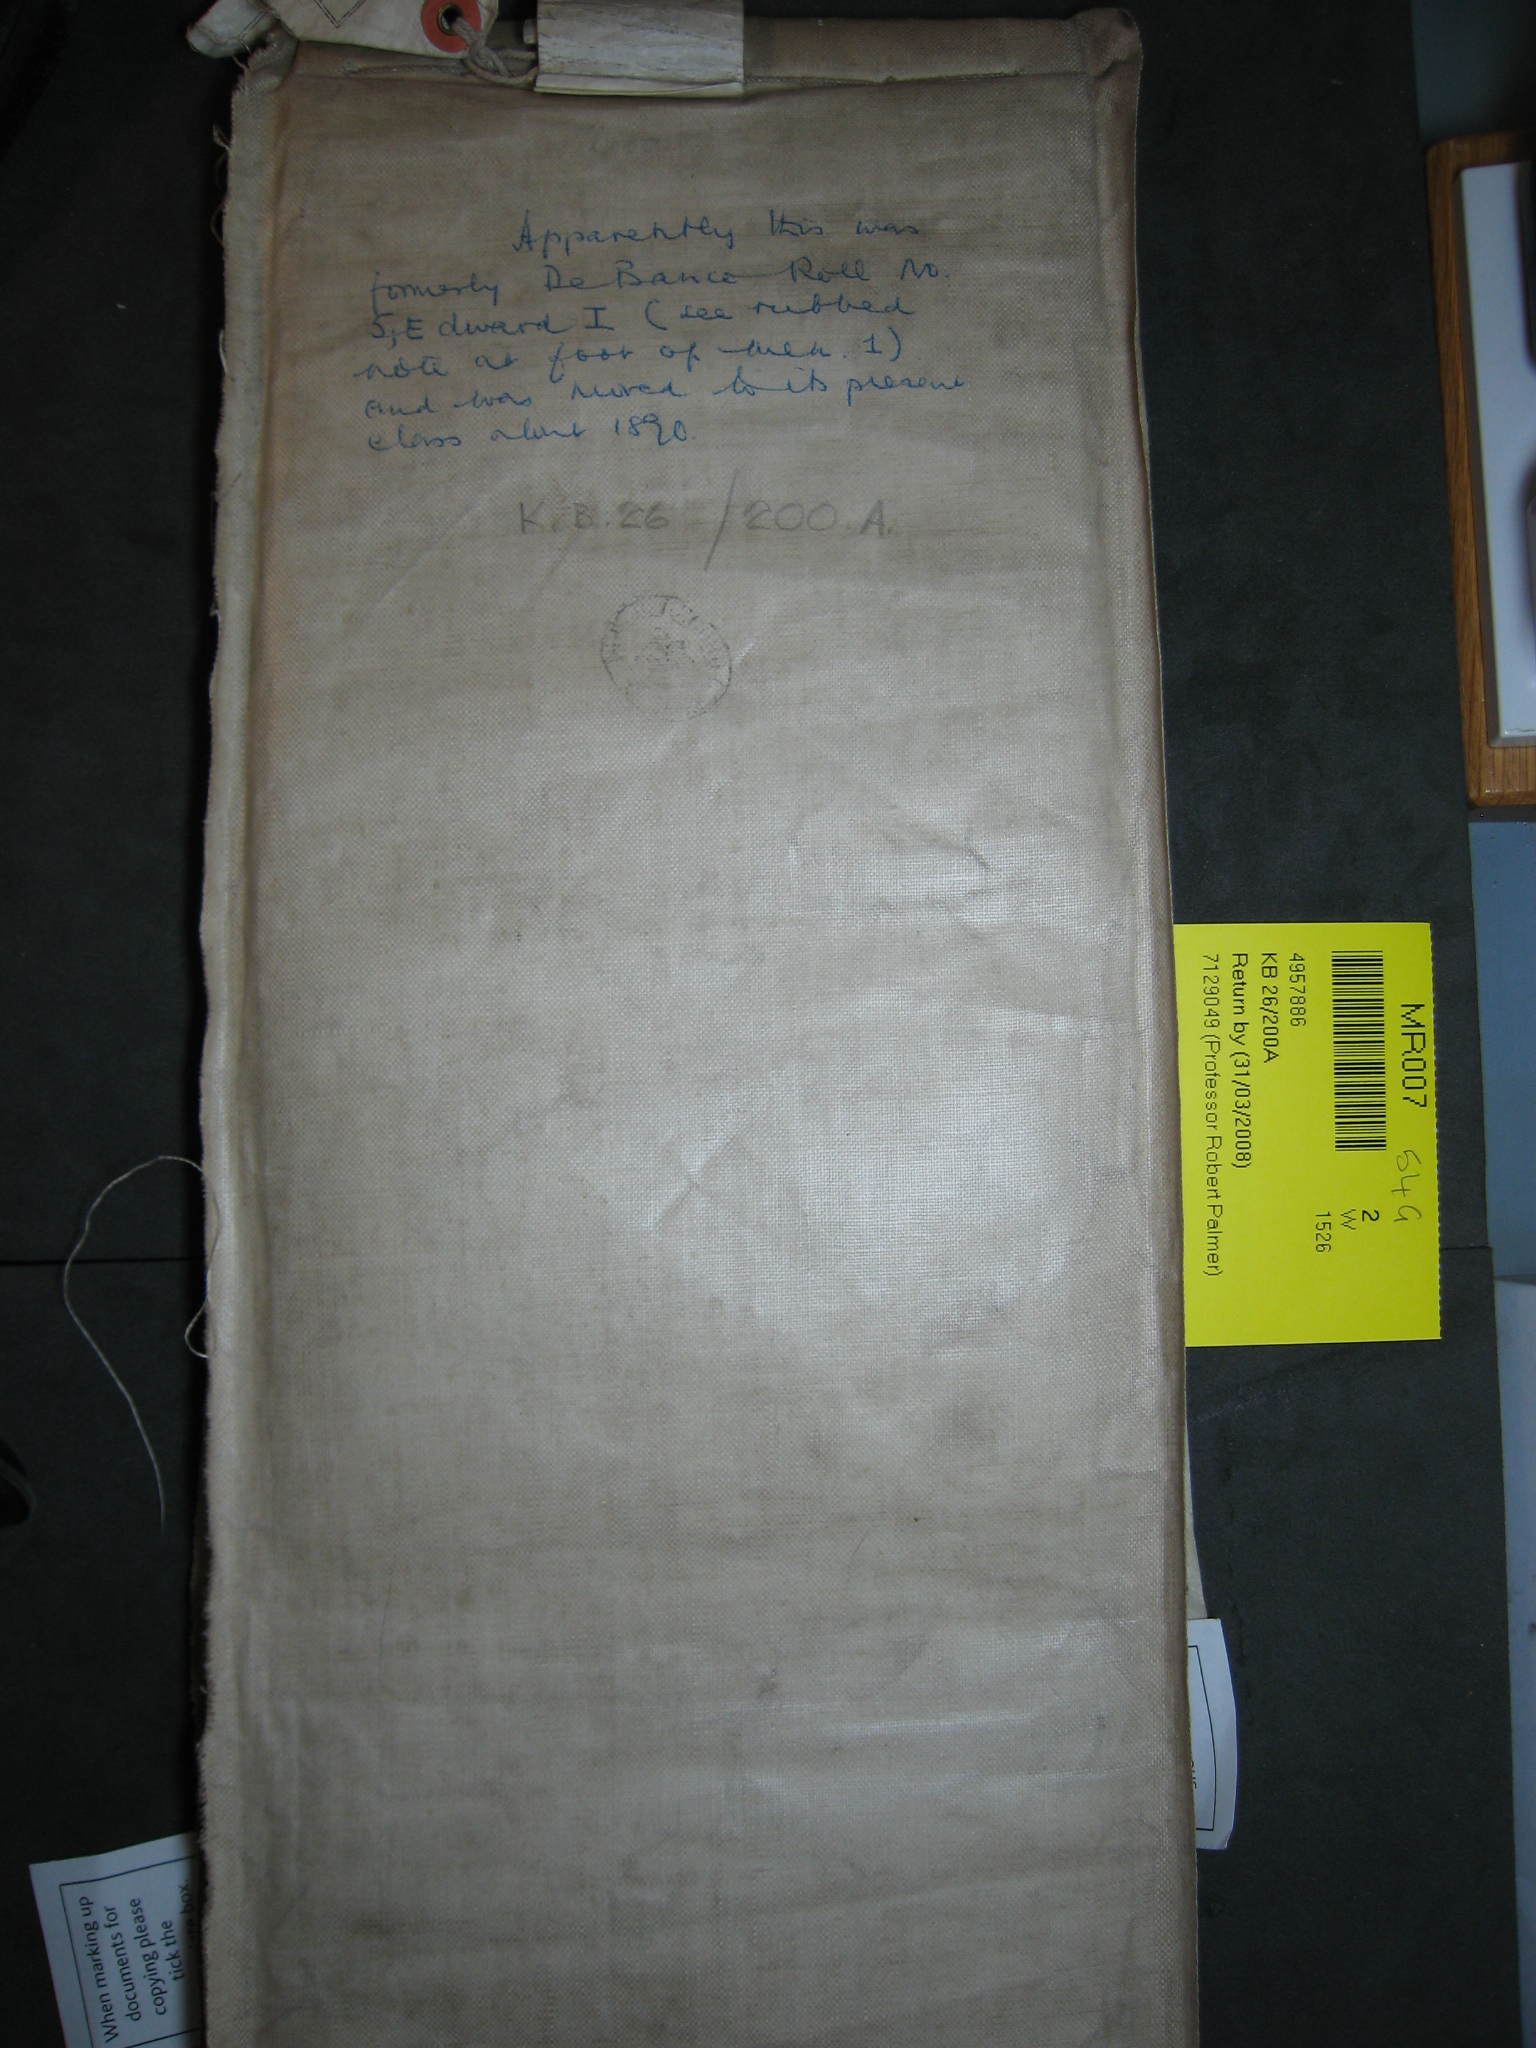 Apparently this was
formerly De Banco Roll No.
5, Edward I (see rubbed
note at foot of mem. 1)
and was moved to its present
class about 1890.
K.B. 26 / 200.A.
MR007
54G
2
W
1526
4957886
KB 26/200A
Return by (31/03/2008)
7129049 (Professor Robert Palmer)
When marking up
documents for
copying please
tick the
box